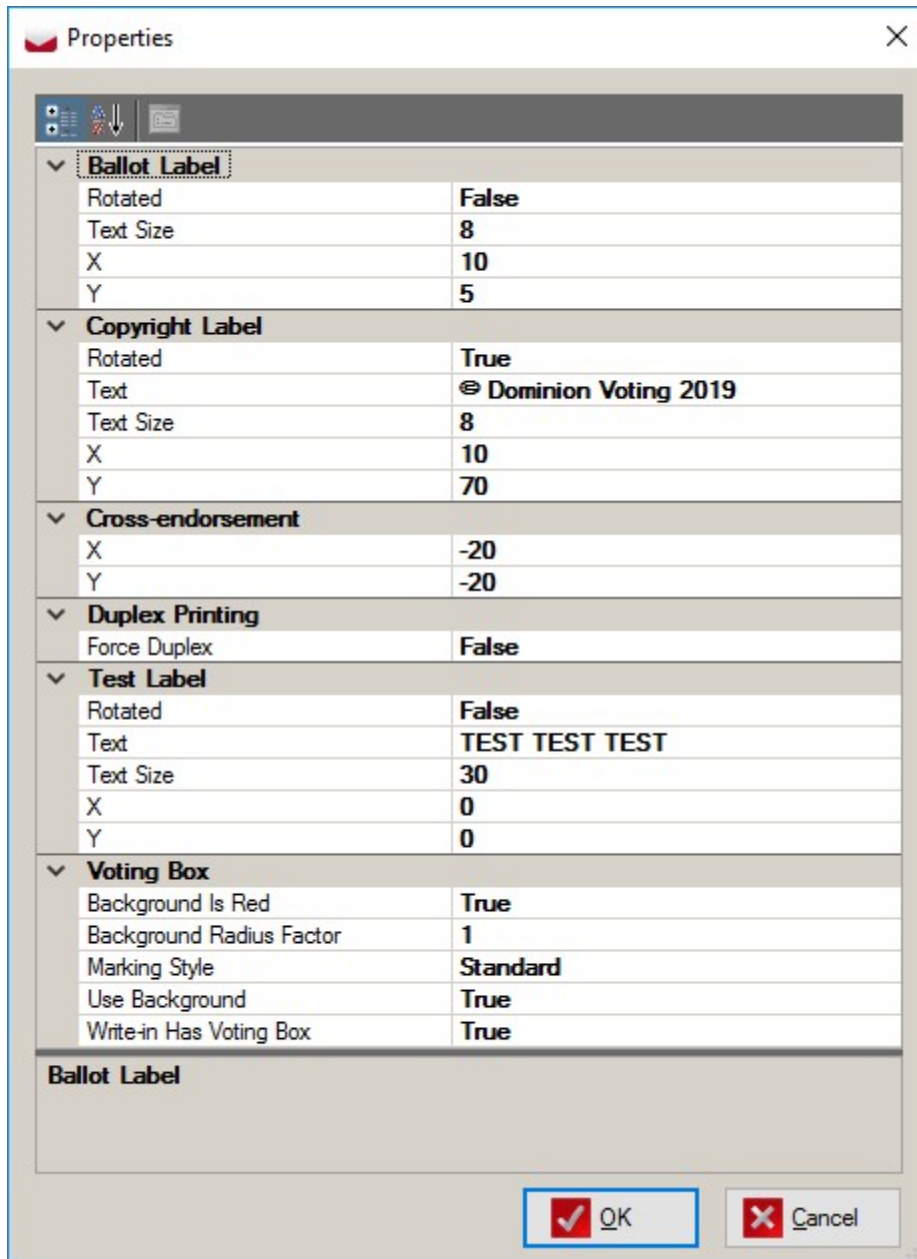 Properties
Ballot Label
Rotated False
Text Size 8
X 10
Y 5
Copyright Label
Rotated True
Text © Dominion Voting 2019
Text Size 8
X 10
Y 70
Cross-endorsement
X -20
Y -20
Duplex Printing
Force Duplex False
Test Label
Rotated False
Text TEST TEST TEST
Text Size 30
X 0
Y 0
Voting Box
Background Is Red True
Background Radius Factor 1
Marking Style Standard
Use Background True
Write-in Has Voting Box True
Ballot Label
OK Cancel